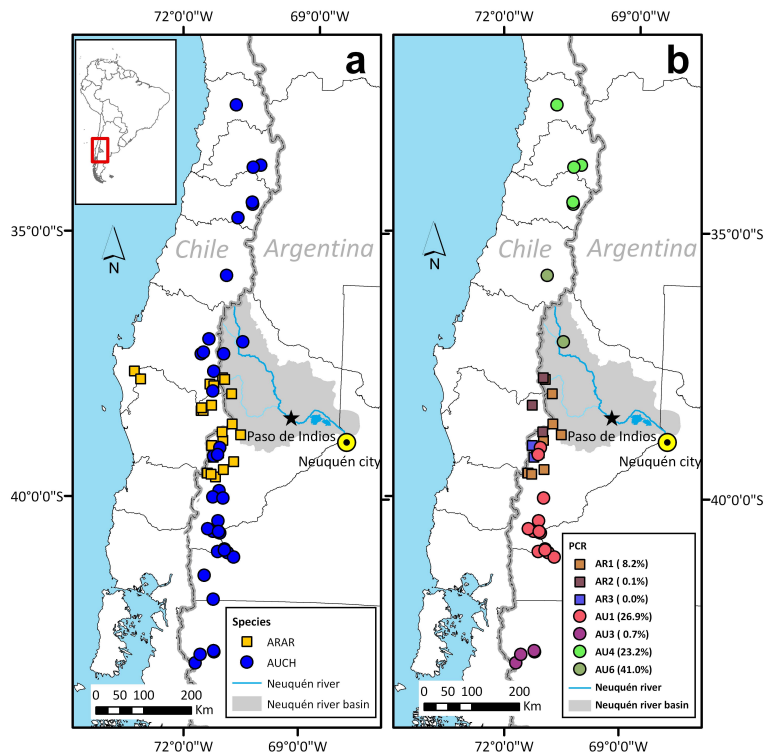 72°0'0"W
69°0'0"W
72°0'0"W
69°0'0"W
a
b
35°0'0"S
35°0'0"S
Chile
Argentina
Chile
Argentina
N
N
Paso de Indios
Neuquén city
Paso de Indios
Neuquén city
40°0'0"S
40°0'0"S
Species
ARAR
AUCH
Neuquén river
Neuquén river basin
PCR
AR1 ( 8.2%)
AR2 ( 0.1%)
AR3 ( 0.0%)
AU1 (26.9%)
AU3 ( 0.7%)
AU4 (23.2%)
AU6 (41.0%)
Neuquén river
Neuquén river basin
0 50 100 200
Km
0 50 100 200
Km
72°0'0"W
69°0'0"W
72°0'0"W
69°0'0"W